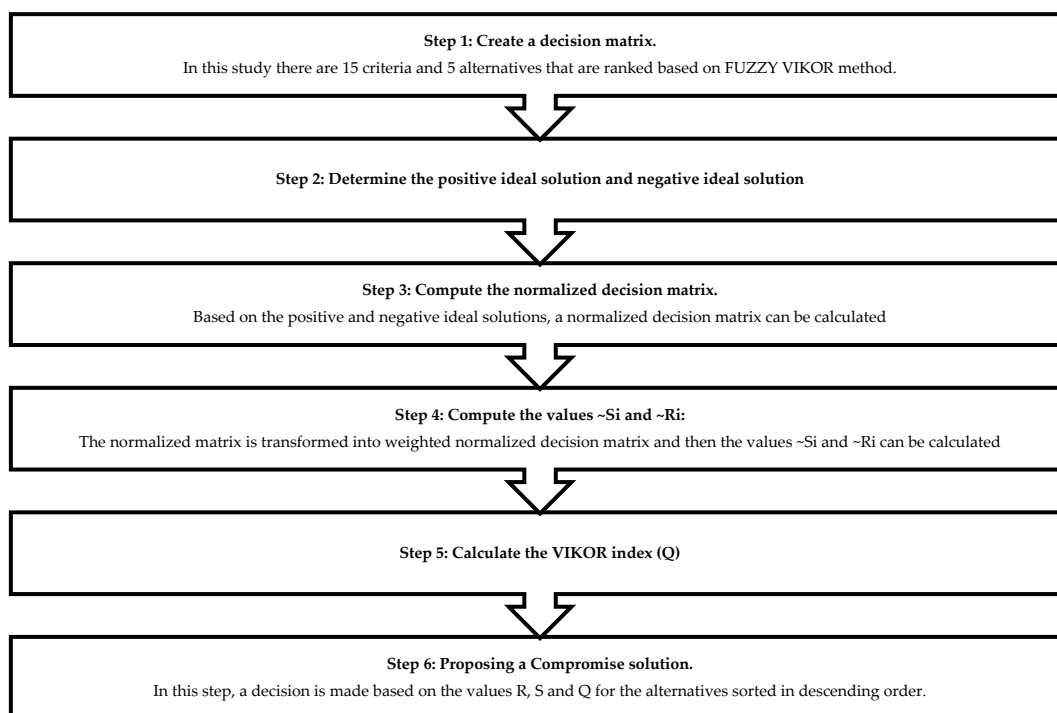 Step 1: Create a decision matrix.
In this study there are 15 criteria and 5 alternatives that are ranked based on FUZZY VIKOR method.
Step 2: Determine the positive ideal solution and negative ideal solution
Step 3: Compute the normalized decision matrix.
Based on the positive and negative ideal solutions, a normalized decision matrix can be calculated
Step 4: Compute the values ~Si and ~Ri:
The normalized matrix is transformed into weighted normalized decision matrix and then the values ~Si and ~Ri can be calculated
Step 5: Calculate the VIKOR index (Q)
Step 6: Proposing a Compromise solution.
In this step, a decision is made based on the values R, S and Q for the alternatives sorted in descending order.